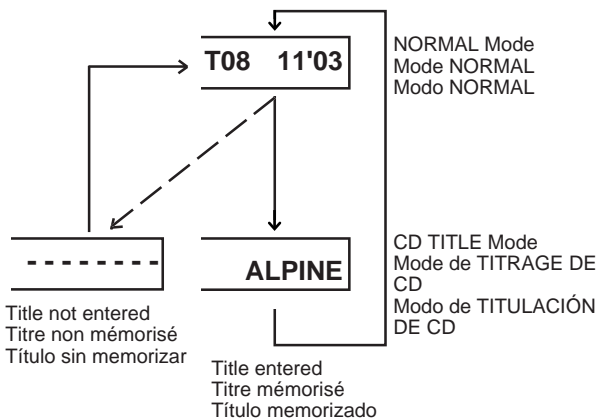 T08 11'03
NORMAL Mode
Mode NORMAL
Modo NORMAL
--------
ALPINE
CD TITLE Mode
Mode de TITRAGE DE
CD
Modo de TITULACIÓN
DE CD
Title not entered
Titre non mémorisé
Título sin memorizar
Title entered
Titre mémorisé
Título memorizado